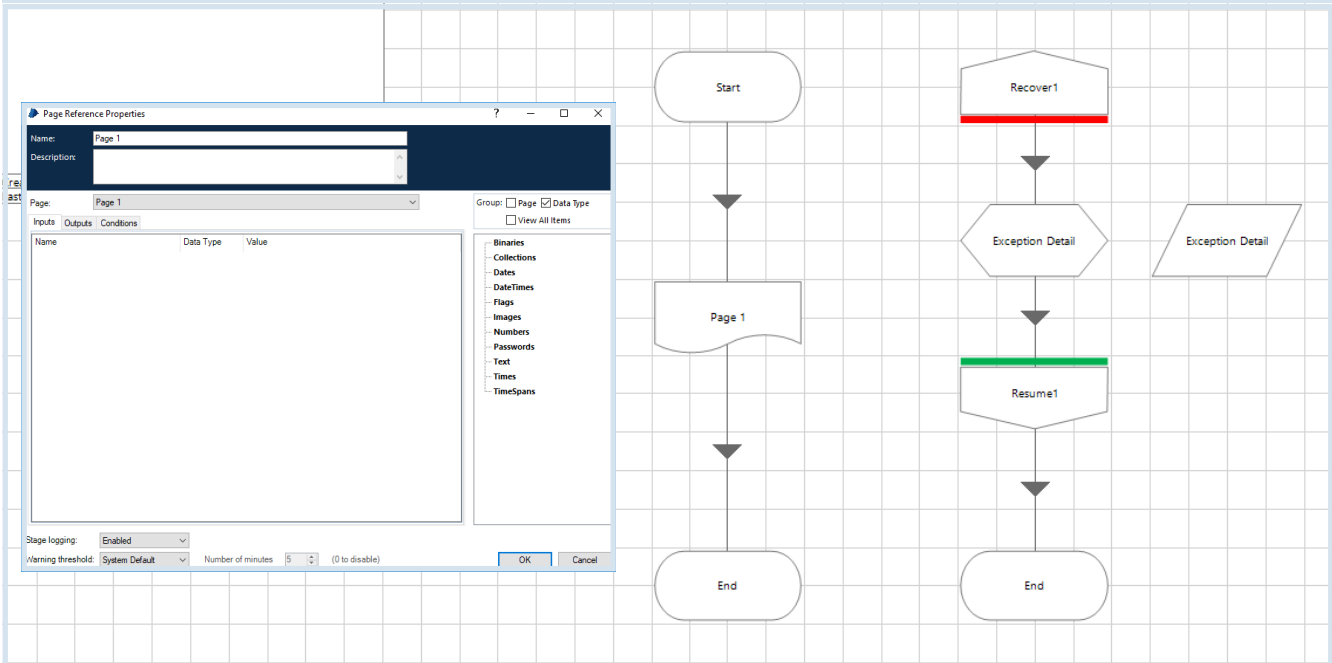 Page Reference Properties
?
Name: Page 1
Description:
Page: Page 1
Group: Page Data Type
View All Items
Inputs Outputs Conditions
Name Data Type Value
Binaries
Collections
Dates
DateTimes
Flags
Images
Numbers
Passwords
Text
Times
TimeSpans
Stage logging: Enabled
Warning threshold: System Default Number of minutes 5 (0 to disable)
OK Cancel
Start
Page 1
End
Recover1
Exception Detail
Resume1
End
Exception Detail